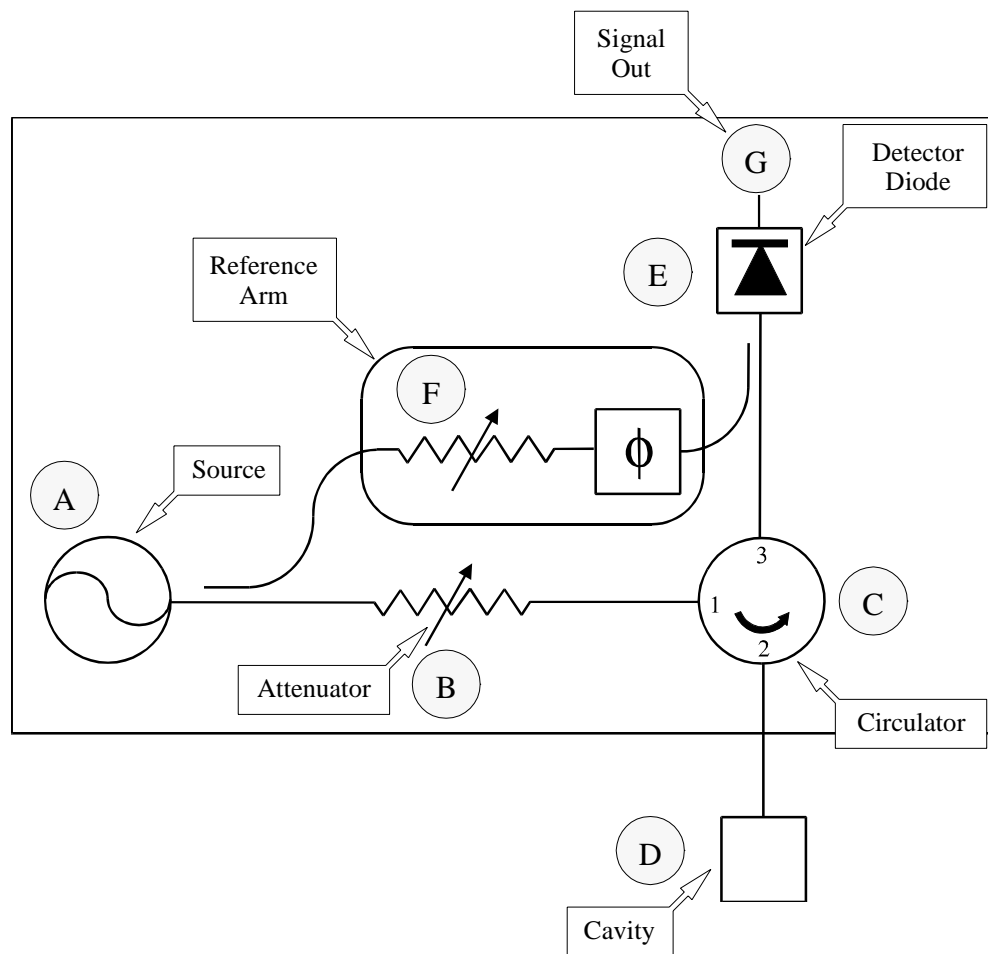 Signal
Out
G
Detector
Diode
E
Reference
Arm
F
ϕ
Source
A
3
1
C
2
Attenuator
B
Circulator
D
Cavity